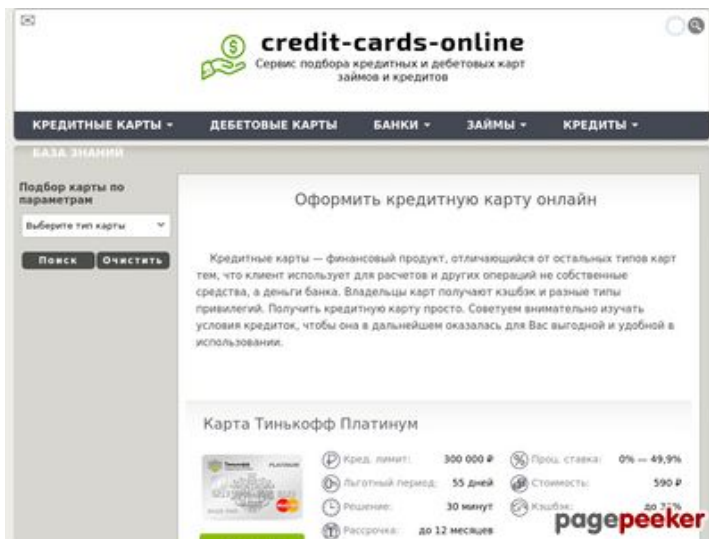 credit-cards-online
Сервис подбора кредитных и дебетовых карт
займов и кредитов
КРЕДИТНЫЕ КАРТЫ
ДЕБЕТОВЫЕ КАРТЫ
БАНКИ
ЗАЙМЫ
КРЕДИТЫ
БАЗА ЗНАНИЙ
Подбор карты по
параметрам
Выберите тип карты
Поиск Очистить
Оформить кредитную карту онлайн
Кредитные карты — финансовый продукт, отличающийся от остальных типов карт
тем, что клиент использует для расчетов и других операций не собственные
средства, а деньги банка. Владельцы карт получают кэшбэк и разные типы
привилегий. Получить кредитную карту просто. Советуем внимательно изучать
условия кредиток, чтобы она в дальнейшем оказалась для Вас выгодной и удобной в
использовании.
Карта Тинькофф Платинум
Тинькофф PLATINUM
Кред. лимит: 300 000 ₽
Проц. ставка: 0% — 49,9%
Льготный период: 55 дней
Стоимость: 590 ₽
Решение: 30 минут
Кэшбэк: до
Рассрочка: до 12 месяцев
pagepeeker